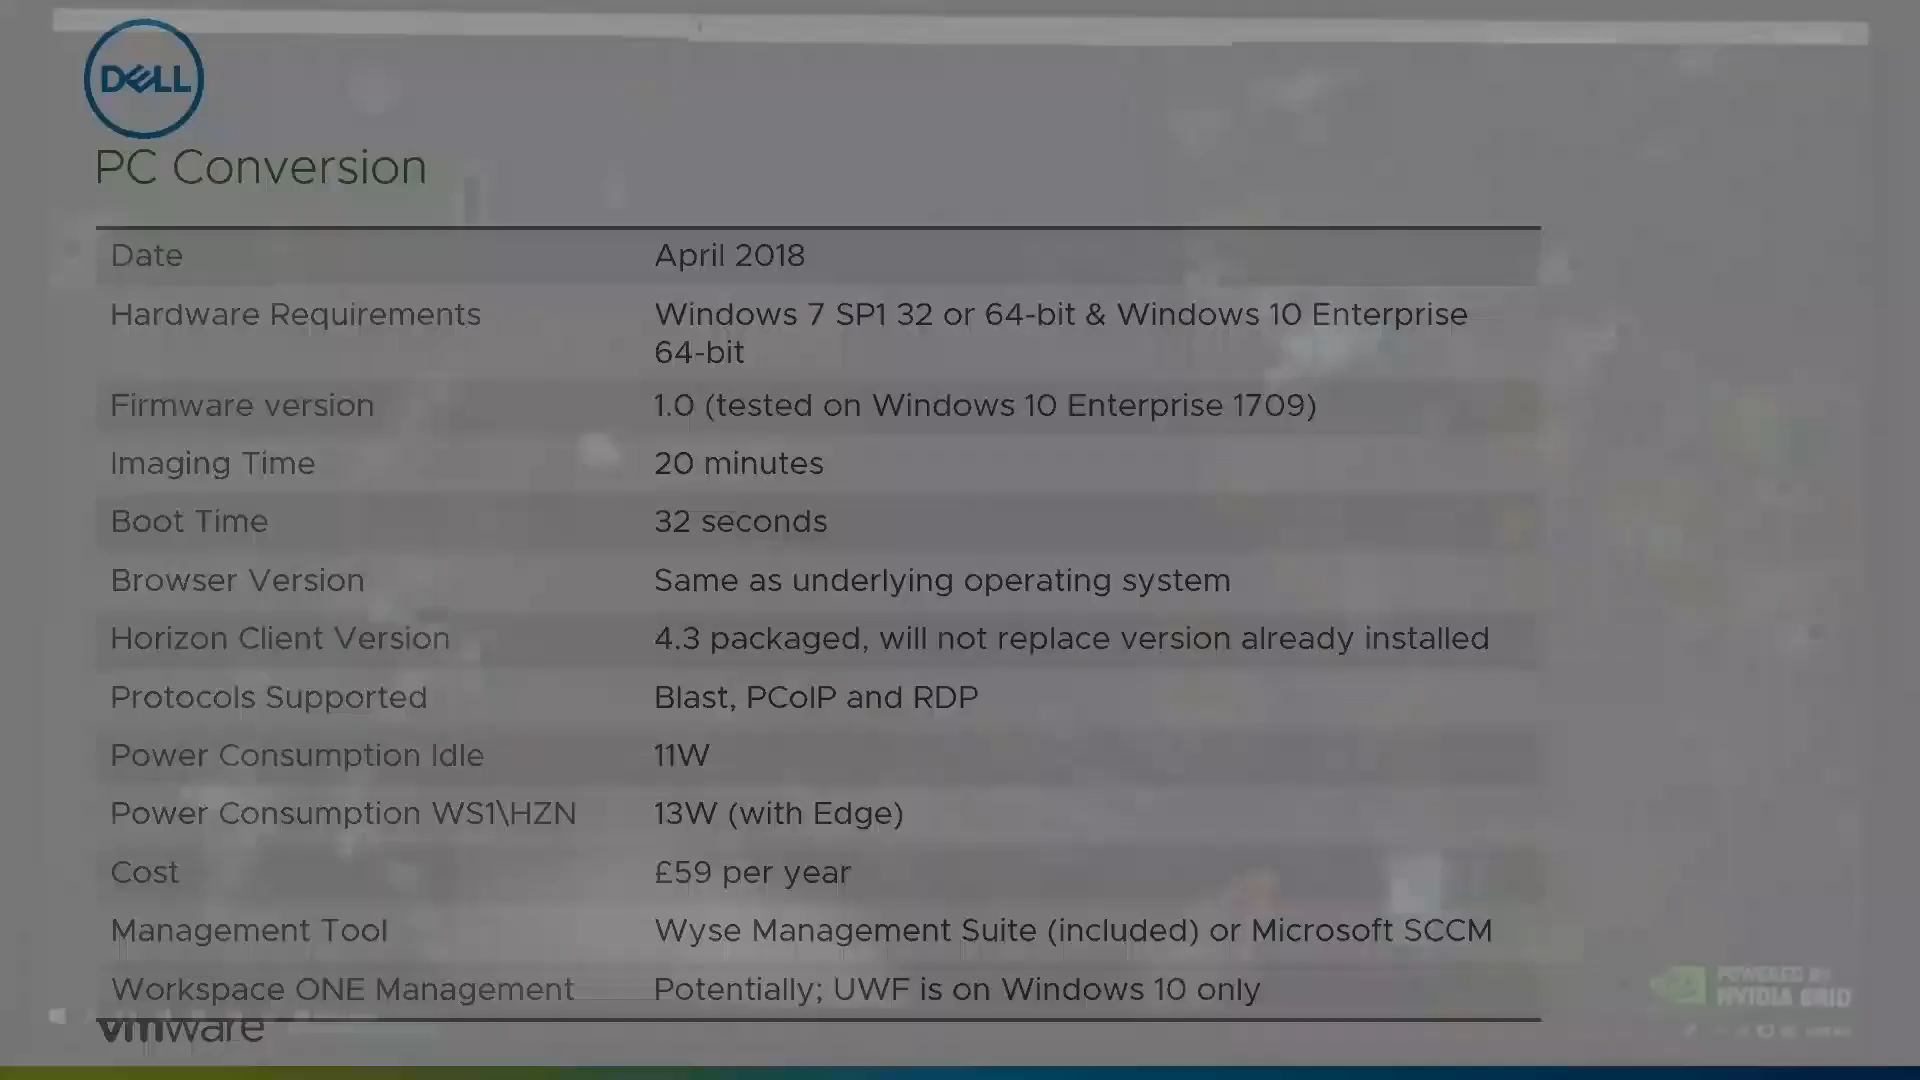 DELL
PC Conversion
Date April 2018
Hardware Requirements Windows 7 SP1 32 or 64-bit & Windows 10 Enterprise
64-bit
Firmware version 1.0 (tested on Windows 10 Enterprise 1709)
Imaging Time 20 minutes
Boot Time 32 seconds
Browser Version Same as underlying operating system
Horizon Client Version 4.3 packaged, will not replace version already installed
Protocols Supported Blast, PCoIP and RDP
Power Consumption Idle 11W
Power Consumption WS1\HZN 13W (with Edge)
Cost £59 per year
Management Tool Wyse Management Suite (included) or Microsoft SCCM
Workspace ONE Management Potentially; UWF is on Windows 10 only
POWERED BY
NVIDIA GRID
vmware